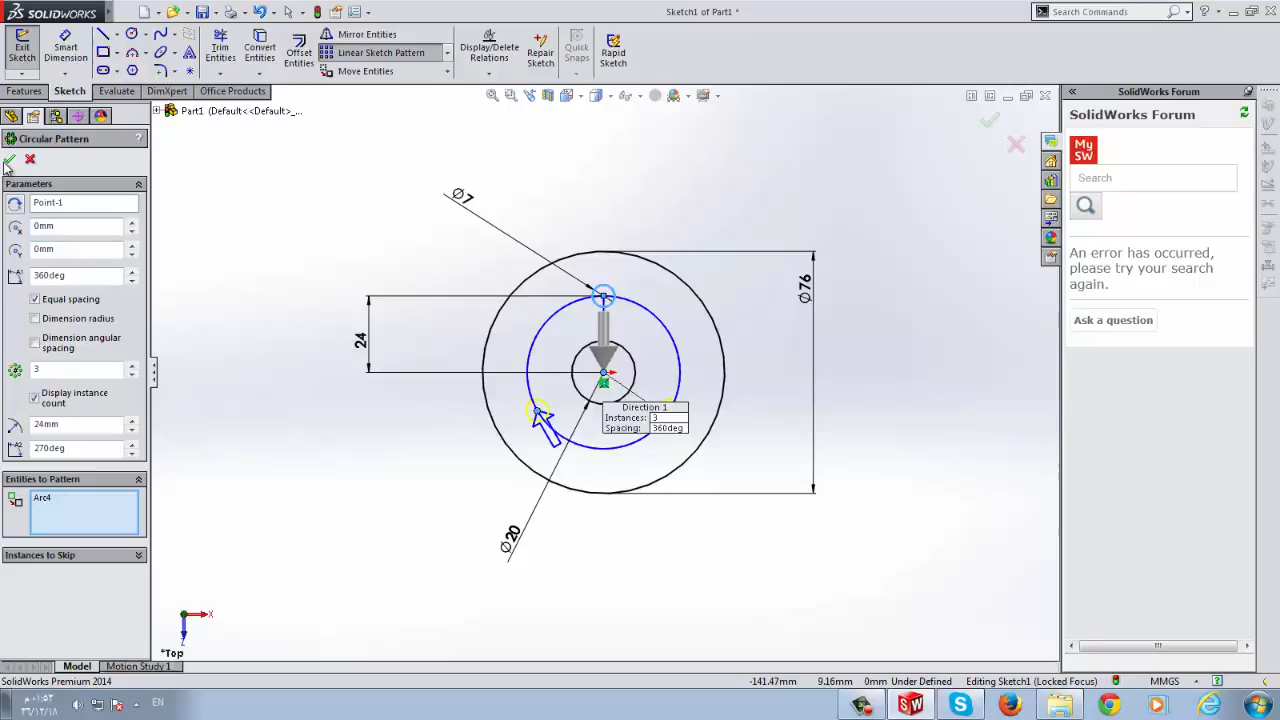 SOLIDWORKS
Sketch1 of Part1 *
Search Commands
Exit Sketch
Smart Dimension
Trim Entities
Convert Entities
Offset Entities
Mirror Entities
Linear Sketch Pattern
Move Entities
Display/Delete Relations
Repair Sketch
Quick Snaps
Rapid Sketch
Features
Sketch
Evaluate
DimXpert
Office Products
Part1 (Default<<Default>_...
SolidWorks Forum
Circular Pattern
?
Parameters
Point-1
0mm
0mm
360deg
Equal spacing
Dimension radius
Dimension angular spacing
3
Display instance count
24mm
270deg
Entities to Pattern
Arc4
Instances to Skip
Ø7
24
Ø76
Ø20
Direction 1
Instances: 3
Spacing: 360deg
X
Z
*Top
SolidWorks Forum
My SW
Search
An error has occurred,
please try your search
again.
Ask a question
Model
Motion Study 1
SolidWorks Premium 2014
-141.47mm
9.16mm
0mm
Under Defined
Editing Sketch1 (Locked Focus)
MMGS
EN